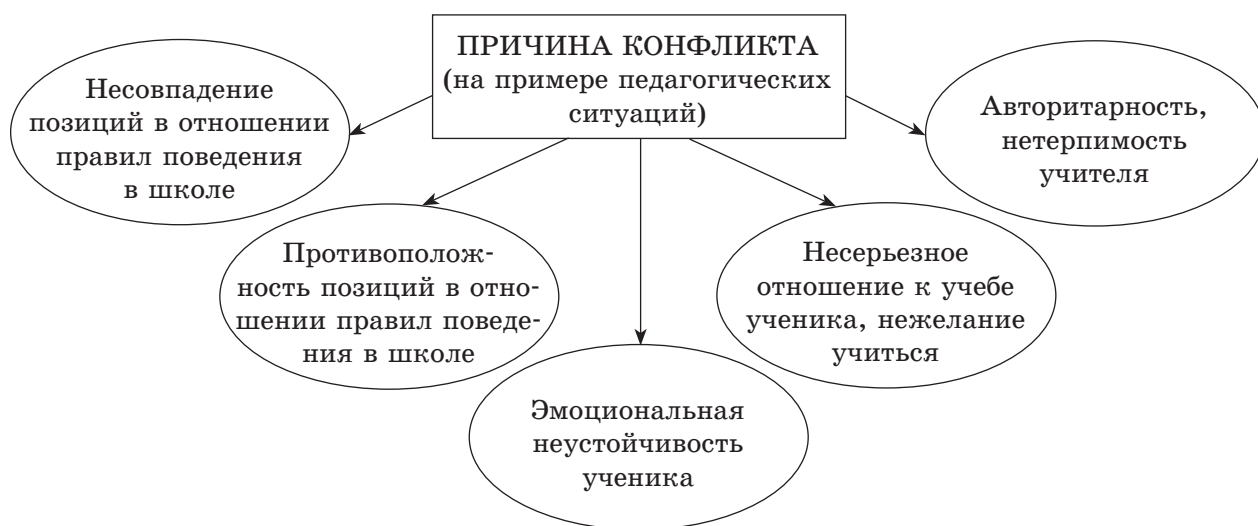 ПРИЧИНА КОНФЛИКТА
(на примере педагогических
ситуаций)
Несовпадение
позиций в отношении
правил поведения
в школе
Противополож-
ность позиций в отно-
шении правил поведе-
ния в школе
Эмоциональная
неустойчивость
ученика
Несерьезное
отношение к учебе
ученика, нежелание
учиться
Авторитарность,
нетерпимость
учителя